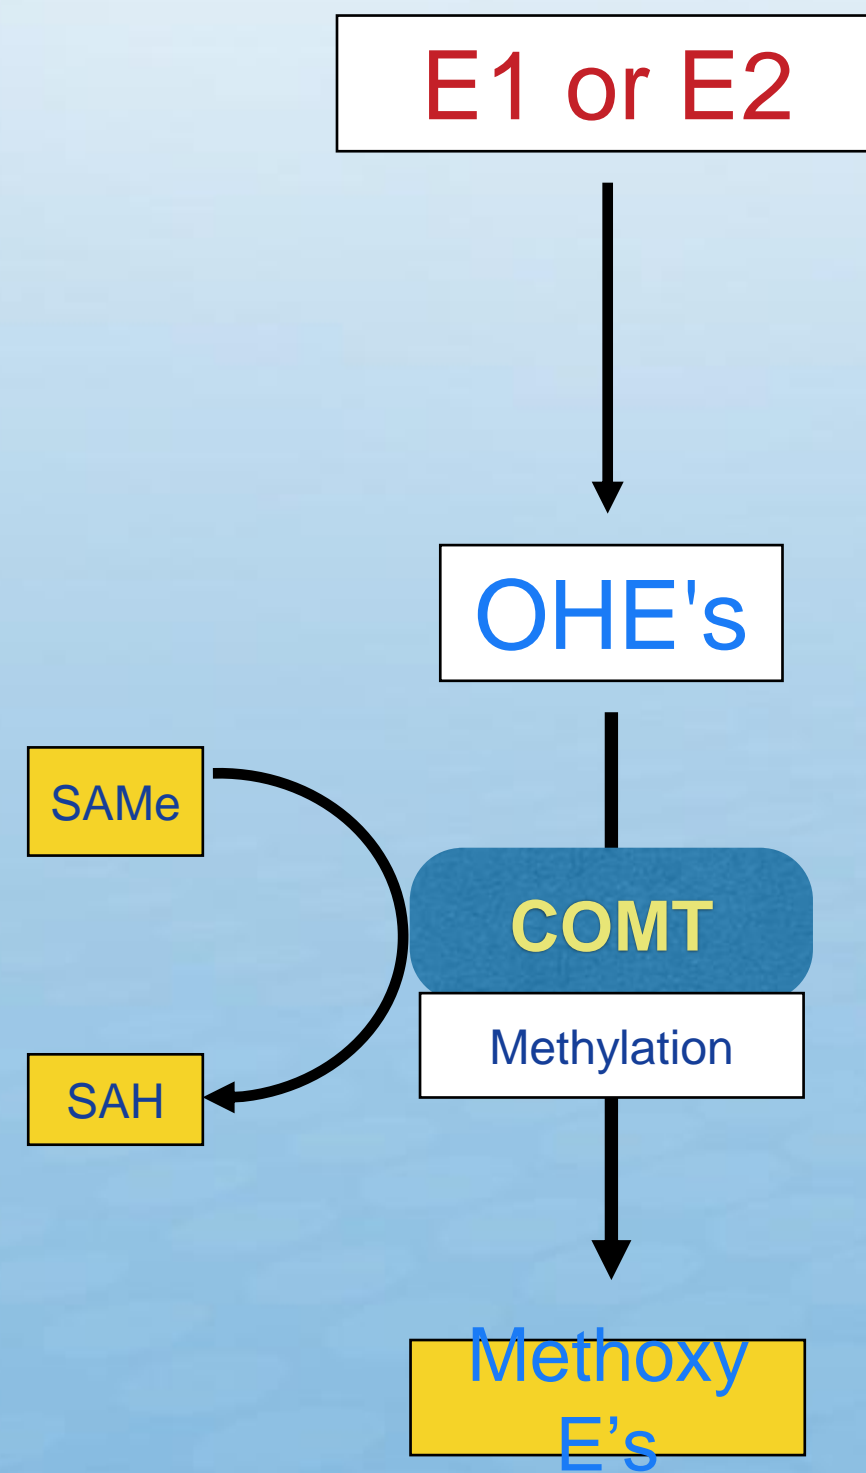 E1 or E2
OHE's
SAMe
COMT
Methylation
SAH
Methoxy
E’s